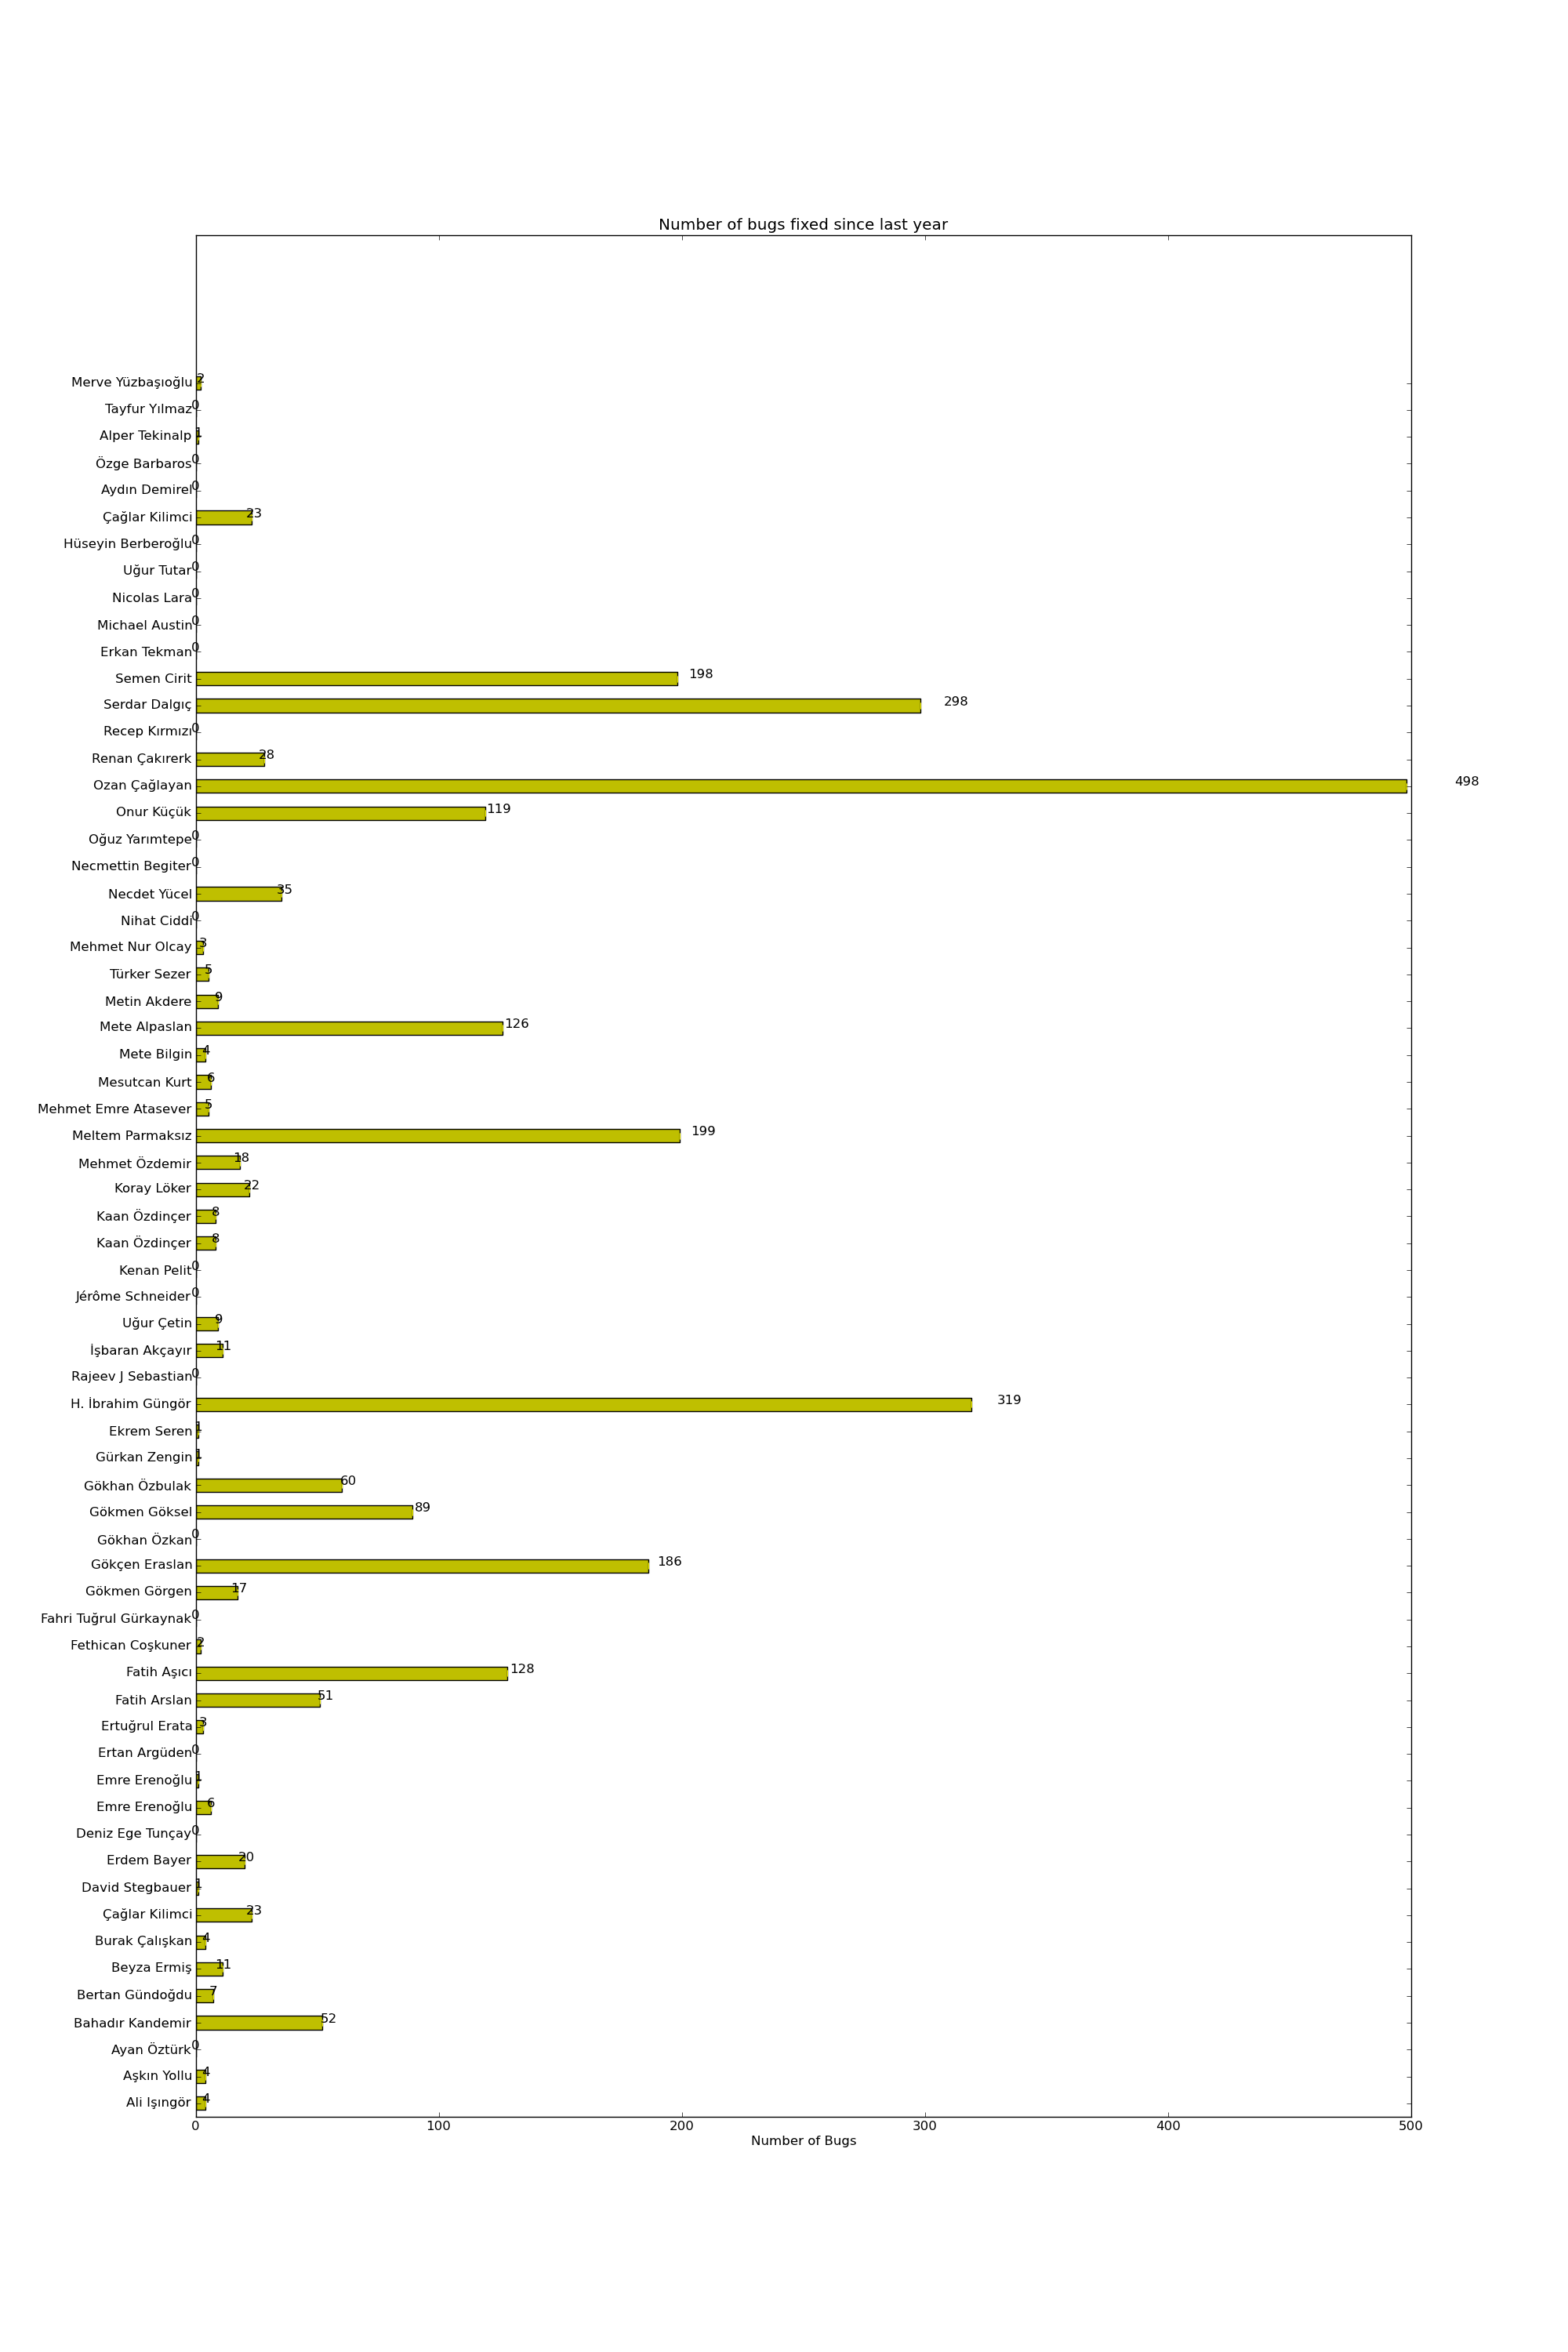 Number of bugs fixed since last year
Merve Yüzbaşıoğlu 2
Tayfur Yılmaz 0
Alper Tekinalp 1
Özge Barbaros 0
Aydın Demirel 0
Çağlar Kilimci 23
Hüseyin Berberoğlu 0
Uğur Tutar 0
Nicolas Lara 0
Michael Austin 0
Erkan Tekman 0
Semen Cirit 198
Serdar Dalgıç 298
Recep Kırmızı 0
Renan Çakırerk 28
Ozan Çağlayan 498
Onur Küçük 119
Oğuz Yarımtepe 0
Necmettin Begiter 0
Necdet Yücel 35
Nihat Ciddi 0
Mehmet Nur Olcay 3
Türker Sezer 5
Metin Akdere 9
Mete Alpaslan 126
Mete Bilgin 4
Mesutcan Kurt 6
Mehmet Emre Atasever 5
Meltem Parmaksız 199
Mehmet Özdemir 18
Koray Löker 22
Kaan Özdinçer 8
Kaan Özdinçer 8
Kenan Pelit 0
Jérôme Schneider 0
Uğur Çetin 9
İşbaran Akçayır 11
Rajeev J Sebastian 0
H. İbrahim Güngör 319
Ekrem Seren 1
Gürkan Zengin 1
Gökhan Özbulak 60
Gökmen Göksel 89
Gökhan Özkan 0
Gökçen Eraslan 186
Gökmen Görgen 17
Fahri Tuğrul Gürkaynak 0
Fethican Coşkuner 2
Fatih Aşıcı 128
Fatih Arslan 51
Ertuğrul Erata 3
Ertan Argüden 0
Emre Erenoğlu 1
Emre Erenoğlu 6
Deniz Ege Tunçay 0
Erdem Bayer 20
David Stegbauer 1
Çağlar Kilimci 23
Burak Çalışkan 4
Beyza Ermiş 11
Bertan Gündoğdu 7
Bahadır Kandemir 52
Ayan Öztürk 0
Aşkın Yollu 4
Ali Işıngör 4
0 100 200 300 400 500
Number of Bugs